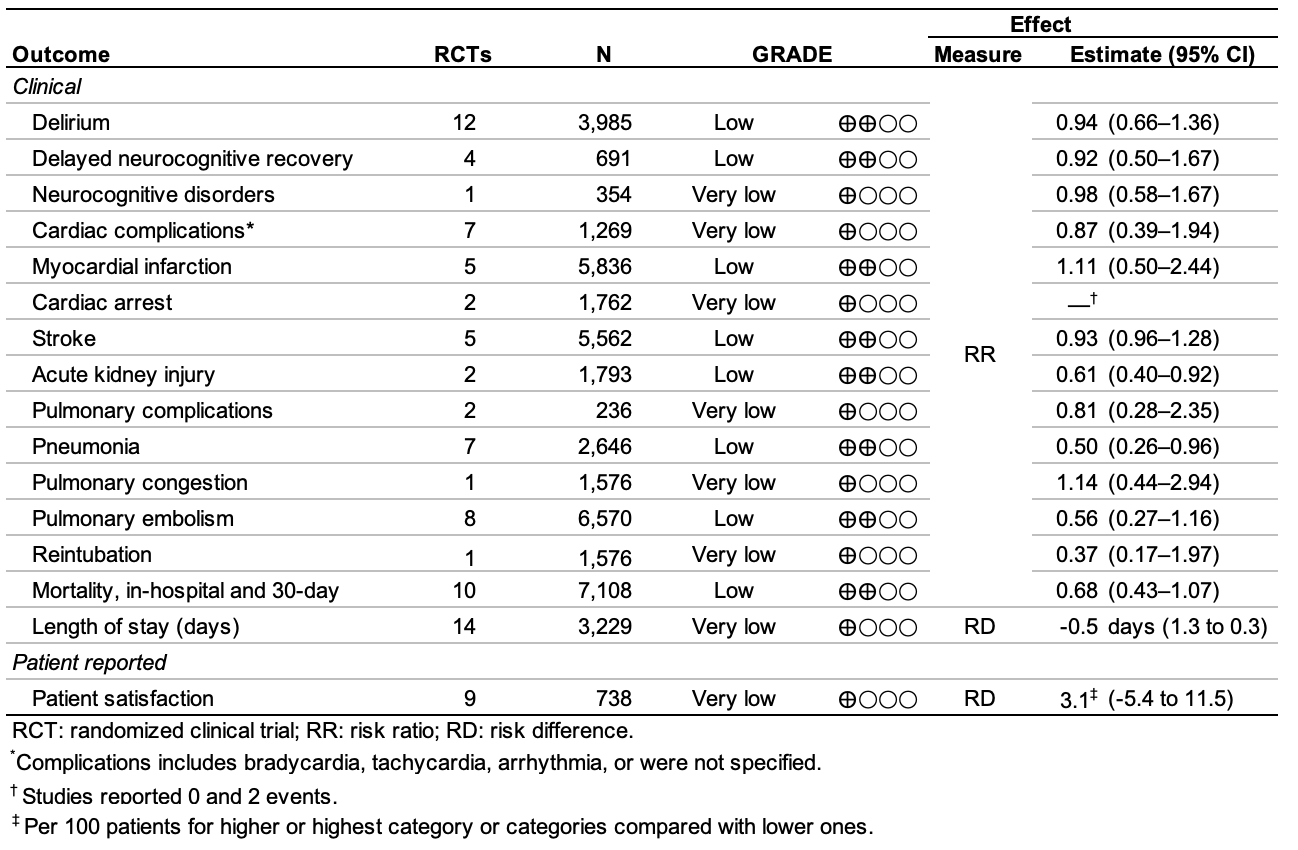 Effect
Outcome RCTs N GRADE Measure Estimate (95% CI)
Clinical
Delirium 12 3,985 Low ⊕⊕○○ 0.94 (0.66–1.36)
Delayed neurocognitive recovery 4 691 Low ⊕⊕○○ 0.92 (0.50–1.67)
Neurocognitive disorders 1 354 Very low ⊕○○○ 0.98 (0.58–1.67)
Cardiac complications* 7 1,269 Very low ⊕○○○ 0.87 (0.39–1.94)
Myocardial infarction 5 5,836 Low ⊕⊕○○ 1.11 (0.50–2.44)
Cardiac arrest 2 1,762 Very low ⊕○○○ —†
Stroke 5 5,562 Low ⊕⊕○○ 0.93 (0.96–1.28)
RR
Acute kidney injury 2 1,793 Low ⊕⊕○○ 0.61 (0.40–0.92)
Pulmonary complications 2 236 Very low ⊕○○○ 0.81 (0.28–2.35)
Pneumonia 7 2,646 Low ⊕⊕○○ 0.50 (0.26–0.96)
Pulmonary congestion 1 1,576 Very low ⊕○○○ 1.14 (0.44–2.94)
Pulmonary embolism 8 6,570 Low ⊕⊕○○ 0.56 (0.27–1.16)
Reintubation 1 1,576 Very low ⊕○○○ 0.37 (0.17–1.97)
Mortality, in-hospital and 30-day 10 7,108 Low ⊕⊕○○ 0.68 (0.43–1.07)
Length of stay (days) 14 3,229 Very low ⊕○○○ RD -0.5 days (1.3 to 0.3)
Patient reported
Patient satisfaction 9 738 Very low ⊕○○○ RD 3.1‡ (-5.4 to 11.5)
RCT: randomized clinical trial; RR: risk ratio; RD: risk difference.
*Complications includes bradycardia, tachycardia, arrhythmia, or were not specified.
† Studies reported 0 and 2 events.
‡ Per 100 patients for higher or highest category or categories compared with lower ones.